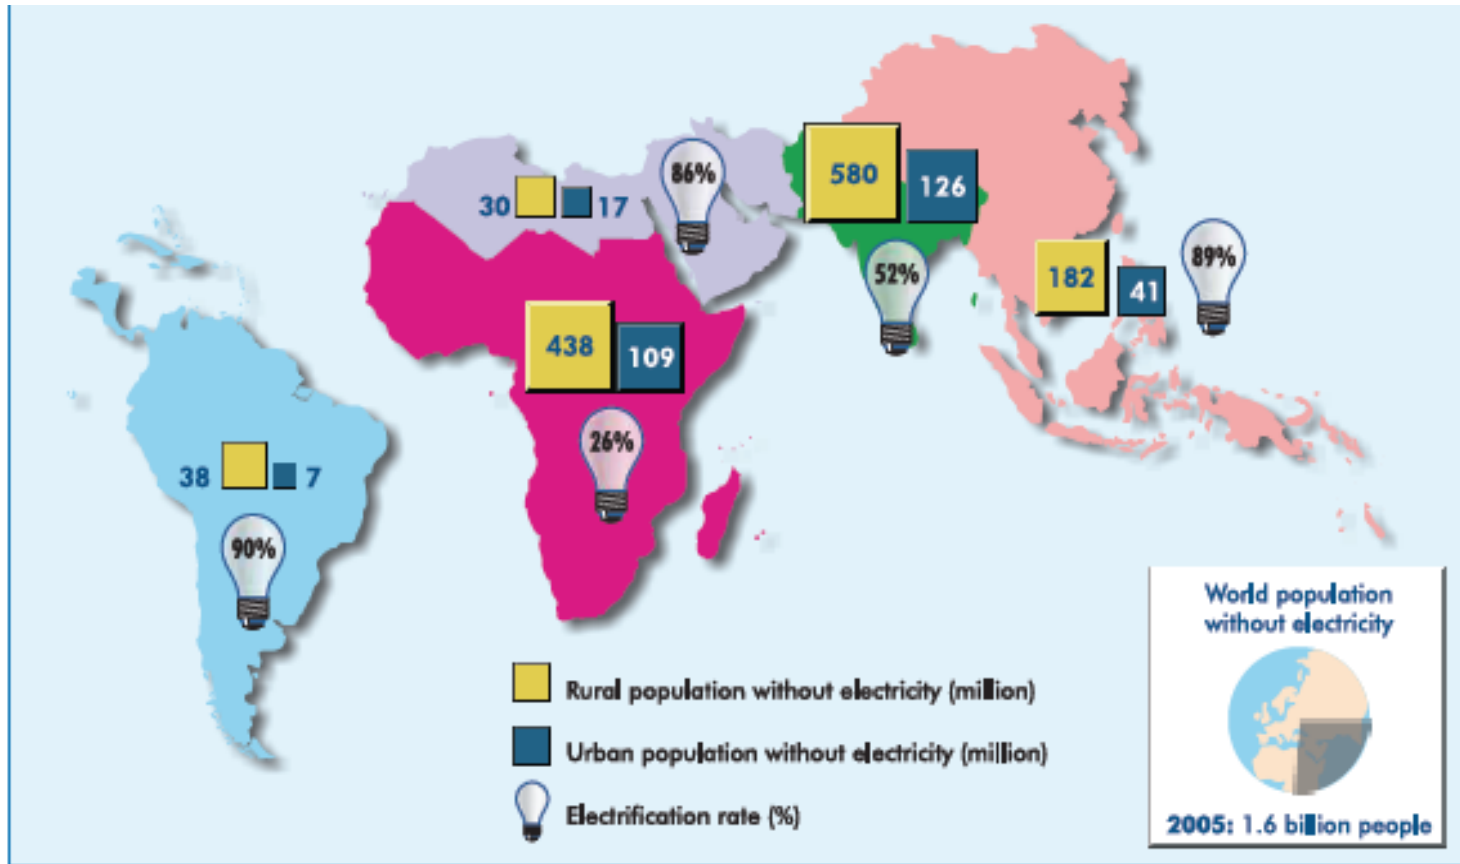 86%
580
126
30
17
52%
182
41
89%
438
109
26%
38
7
90%
Rural population without electricity (million)
Urban population without electricity (million)
Electrification rate (%)
World population
without electricity
2005: 1.6 billion people